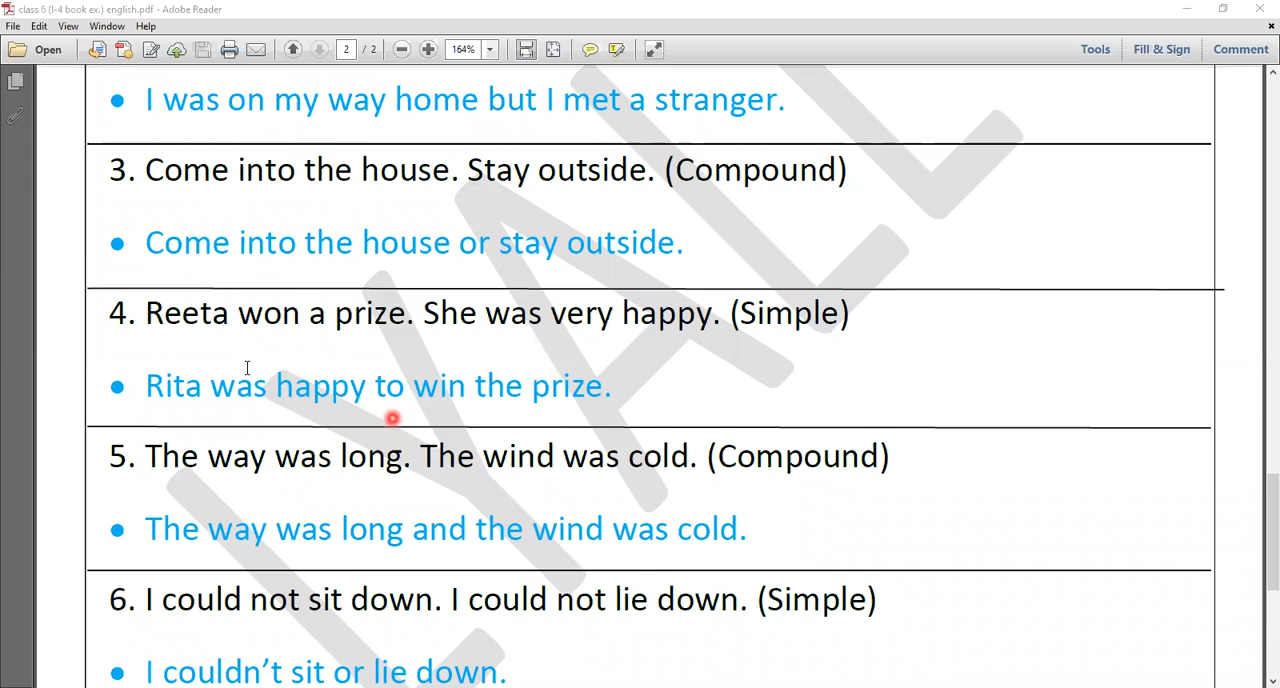 class 6 (I-4 book ex.) english.pdf - Adobe Reader
File Edit View Window Help
Open 2 / 2 164% Tools Fill & Sign Comment
• I was on my way home but I met a stranger.
3. Come into the house. Stay outside. (Compound)
• Come into the house or stay outside.
4. Reeta won a prize. She was very happy. (Simple)
• Rita was happy to win the prize.
5. The way was long. The wind was cold. (Compound)
• The way was long and the wind was cold.
6. I could not sit down. I could not lie down. (Simple)
• I couldn’t sit or lie down.